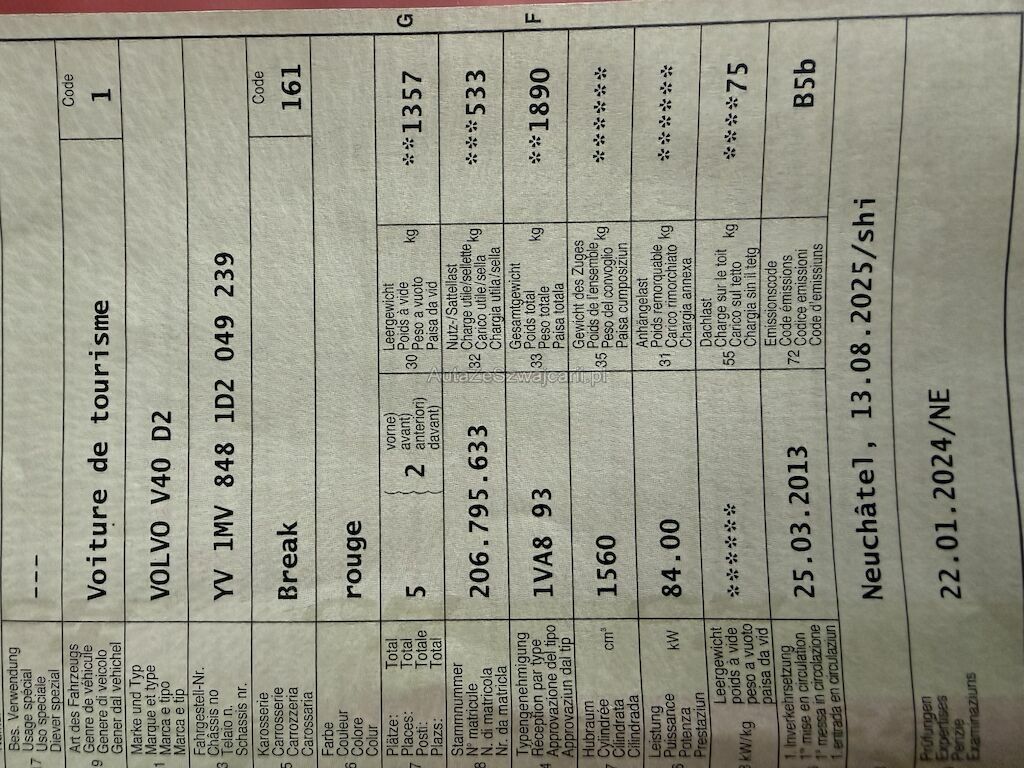 Bes. Verwendung
Usage spécial
Uso speciale
Diever spezial
---
Art des Fahrzeugs
Genre de véhicule
Genere di veicolo
Gener dal vehichel
Voiture de tourisme
Code
1
Marke und Typ
Marque et type
Marca e tipo
Marca e tip
VOLVO V40 D2
Fahrgestell-Nr.
Châssis no
Telaio n.
Schassis nr.
YV 1MV 848 1D2 049 239
Karosserie
Carrosserie
Carrozzeria
Carossaria
Break
Code
161
Farbe
Couleur
Colore
Colur
rouge
Plätze: Total
Places: Total
Posti: Totale
Plazs: Total
5
2
vorne)
avant)
anteriori)
davant)
30
Leergewicht
Poids à vide
Peso a vuoto kg
Paisa da vid
**1357
G
Stammnummer
N° matricule
N. di matricola
Nr. da matricla
206.795.633
32
Nutz-/Sattellast
Charge utile/sellette kg
Carico utile/sella
Chargia utila/sella
***533
Typengenehmigung
Réception par type
Approvazione del tipo
Approvaziun dal tip
1VA8 93
33
Gesamtgewicht
Poids total kg
Peso totale
Paisa totala
**1890
F
Hubraum
Cylindrée cm³
Cilindrata
Cilindrada
1560
35
Gewicht des Zuges
Poids de l'ensemble kg
Peso del convoglio
Paisa cumposiziun
******
Leistung
Puissance kW
Potenza
Prestaziun
84.00
31
Anhängelast
Poids remorquable kg
Carico rimorchiato
Chargia annexa
******
kW/kg
Leergewicht
poids à vide
peso a vuoto
paisa da vid
******
55
Dachlast
Charge sur le toit
Carico sul tetto kg
Chargia sin il tetg
****75
1. Inverkehrsetzung
1re mise en circulation
1a messa in circolazione
1. entrada en circulaziun
25.03.2013
72
Emissionscode
Code émissions
Codice emissioni
Code d'emissiuns
B5b
Neuchâtel, 13.08.2025/shi
Prüfungen
Expertises
Perizie
Examinaziuns
22.01.2024/NE
AutazeSzwajcarii.pl